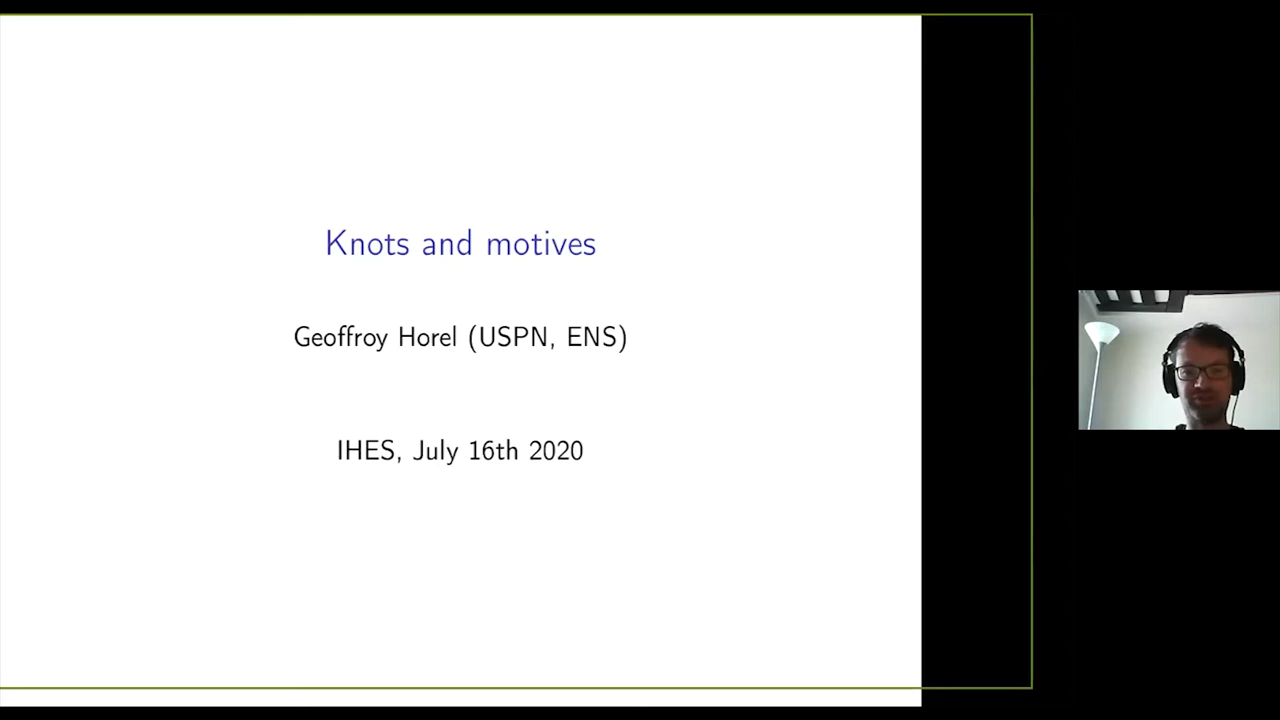 Knots and motives
Geoffroy Horel (USPN, ENS)
IHES, July 16th 2020